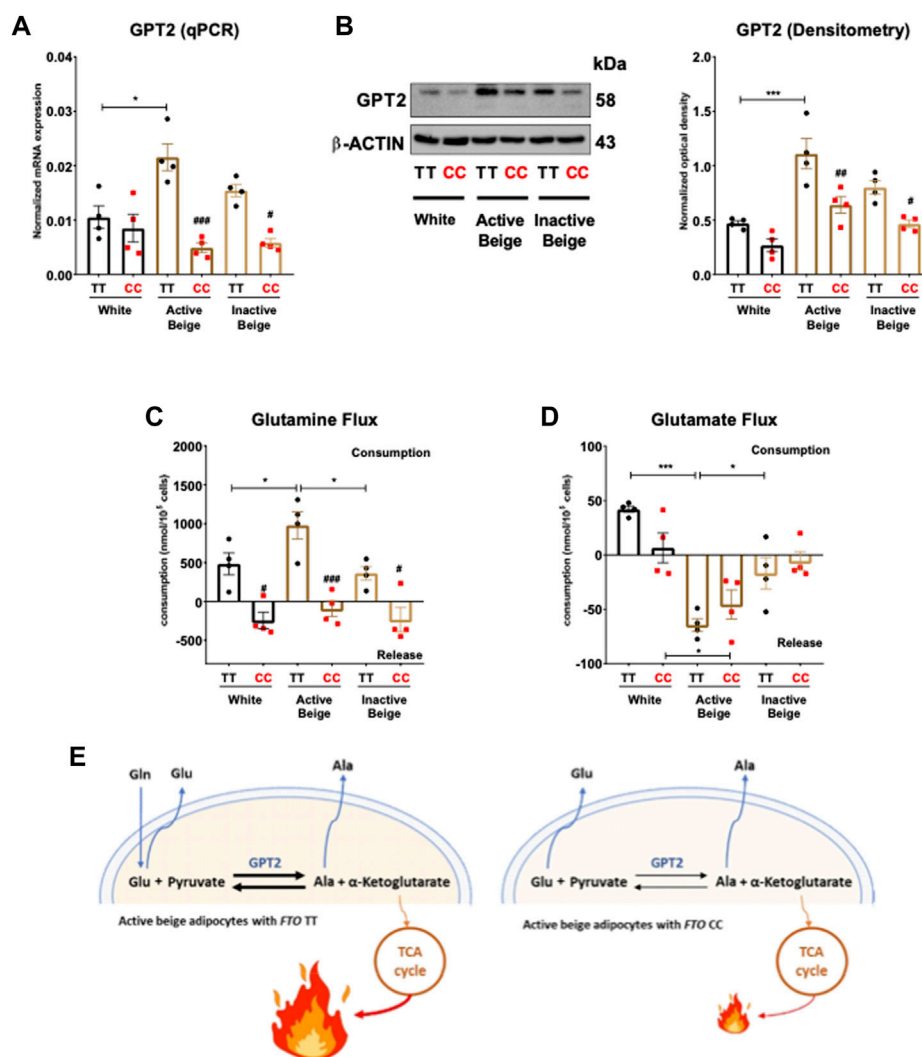 A
GPT2 (qPCR)
Normalized mRNA expression
0.04
0.03
0.02
0.01
0.00
*
###
#
TT CC TT CC TT CC
White Active Beige Inactive Beige
B
kDa
GPT2
58
β-ACTIN
43
TT CC TT CC TT CC
White Active Beige Inactive Beige
GPT2 (Densitometry)
Normalized optical density
2.0
1.5
1.0
0.5
0.0
***
##
#
TT CC TT CC TT CC
White Active Beige Inactive Beige
C
Glutamine Flux
Consumption
consumption (nmol/10⁵ cells)
2000
1500
1000
500
0
-500
* *
# ### #
Release
TT CC TT CC TT CC
White Active Beige Inactive Beige
D
Glutamate Flux
Consumption
consumption (nmol/10⁵ cells)
100
50
0
-50
-100
*** *
*
Release
TT CC TT CC TT CC
White Active Beige Inactive Beige
E
Gln Glu Ala
GPT2
Glu + Pyruvate Ala + α-Ketoglutarate
Active beige adipocytes with FTO TT
TCA
cycle
Glu Ala
GPT2
Glu + Pyruvate Ala + α-Ketoglutarate
Active beige adipocytes with FTO CC
TCA
cycle